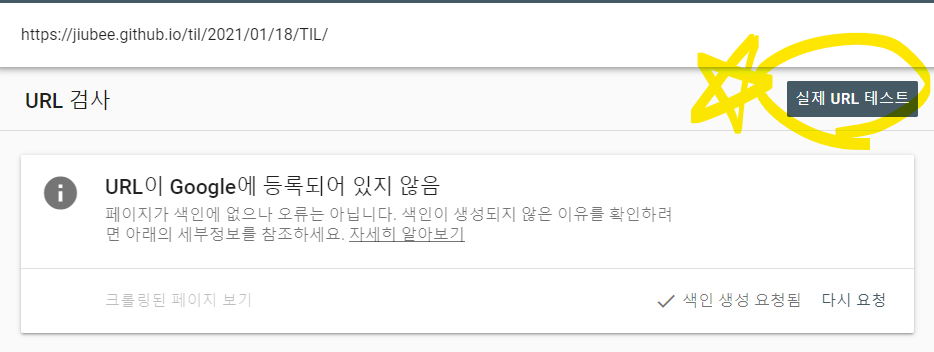 https://jiubee.github.io/til/2021/01/18/TIL/
URL 검사
실제 URL 테스트
URL이 Google에 등록되어 있지 않음
페이지가 색인에 없으나 오류는 아닙니다. 색인이 생성되지 않은 이유를 확인하려
면 아래의 세부정보를 참조하세요. 자세히 알아보기
크롤링된 페이지 보기
색인 생성 요청됨
다시 요청